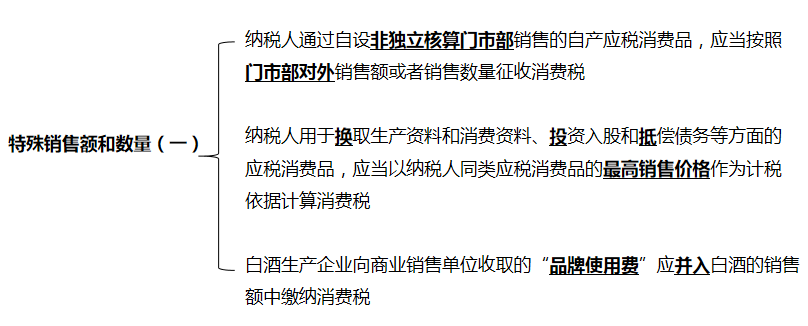 特殊销售额和数量（一）
纳税人通过自设非独立核算门市部销售的自产应税消费品，应当按照
门市部对外销售额或者销售数量征收消费税
纳税人用于换取生产资料和消费资料、投资入股和抵偿债务等方面的
应税消费品，应当以纳税人同类应税消费品的最高销售价格作为计税
依据计算消费税
白酒生产企业向商业销售单位收取的“品牌使用费”应并入白酒的销售
额中缴纳消费税